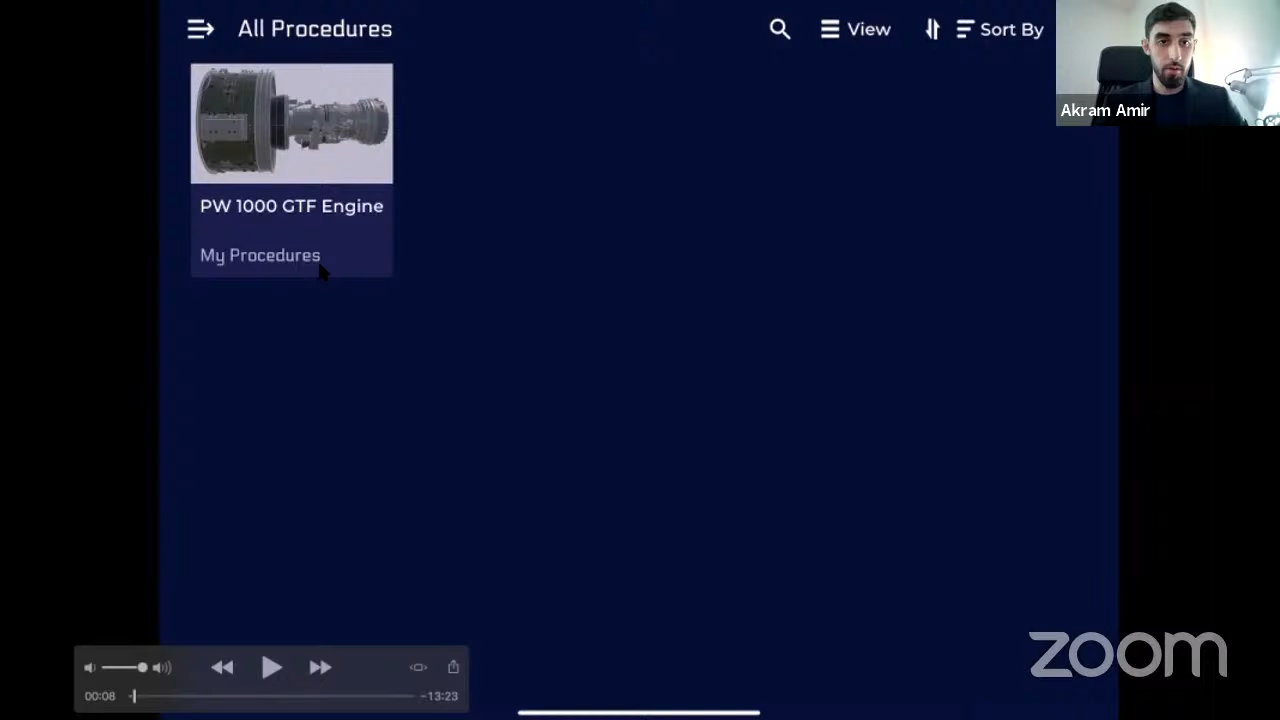 All Procedures
View
Sort By
Akram Amir
PW 1000 GTF Engine
My Procedures
00:08
-13:23
zoom